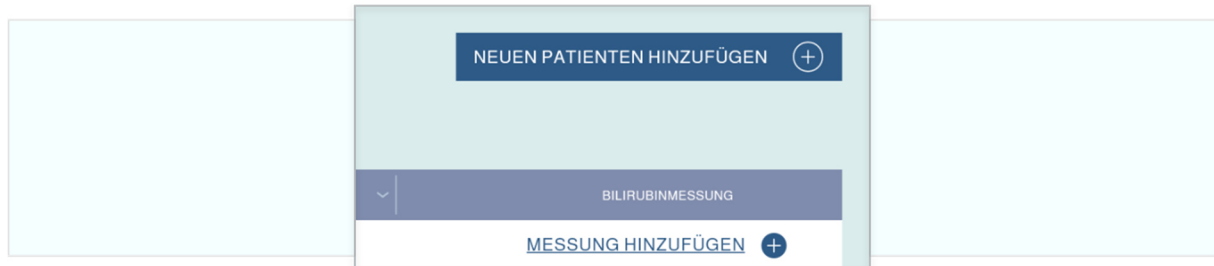 NEUEN PATIENTEN HINZUFÜGEN
BILIRUBINMESSUNG
MESSUNG HINZUFÜGEN